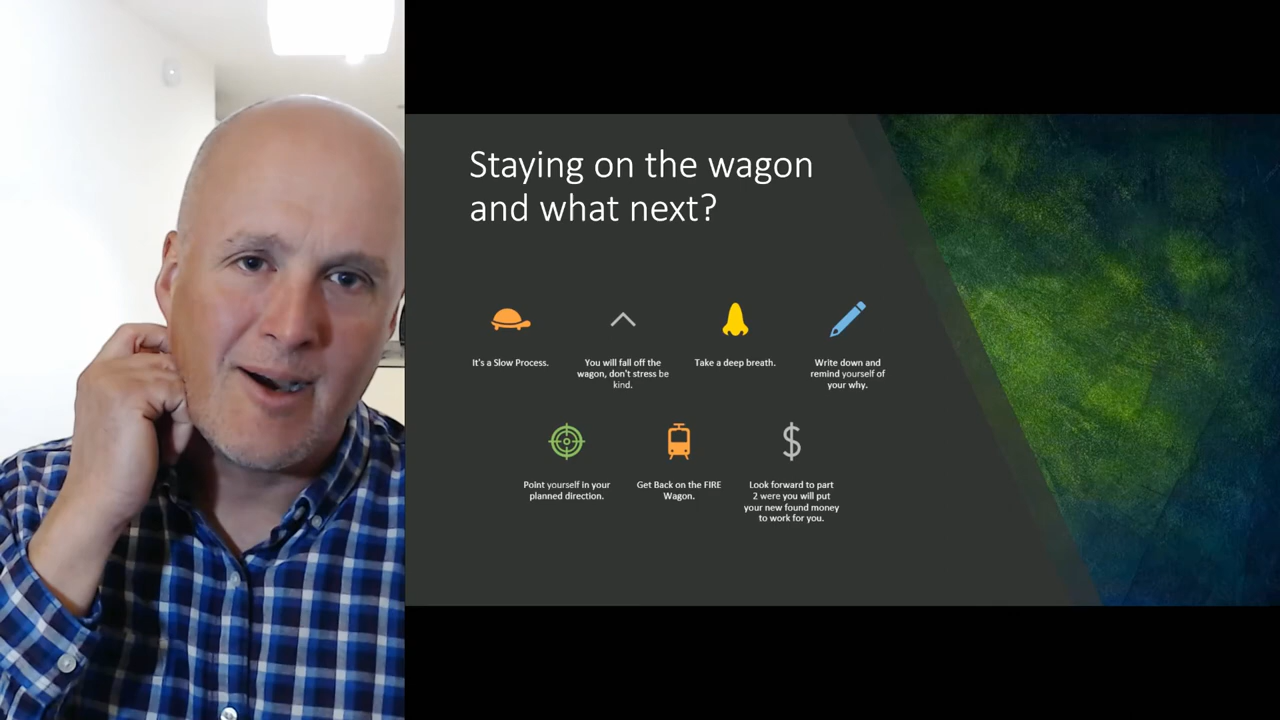 Staying on the wagon
and what next?
It's a Slow Process.
You will fall off the
wagon, don't stress be
kind.
Take a deep breath.
Write down and
remind yourself of
your why.
Point yourself in your
planned direction.
Get Back on the FIRE
Wagon.
Look forward to part
2 were you will put
your new found money
to work for you.